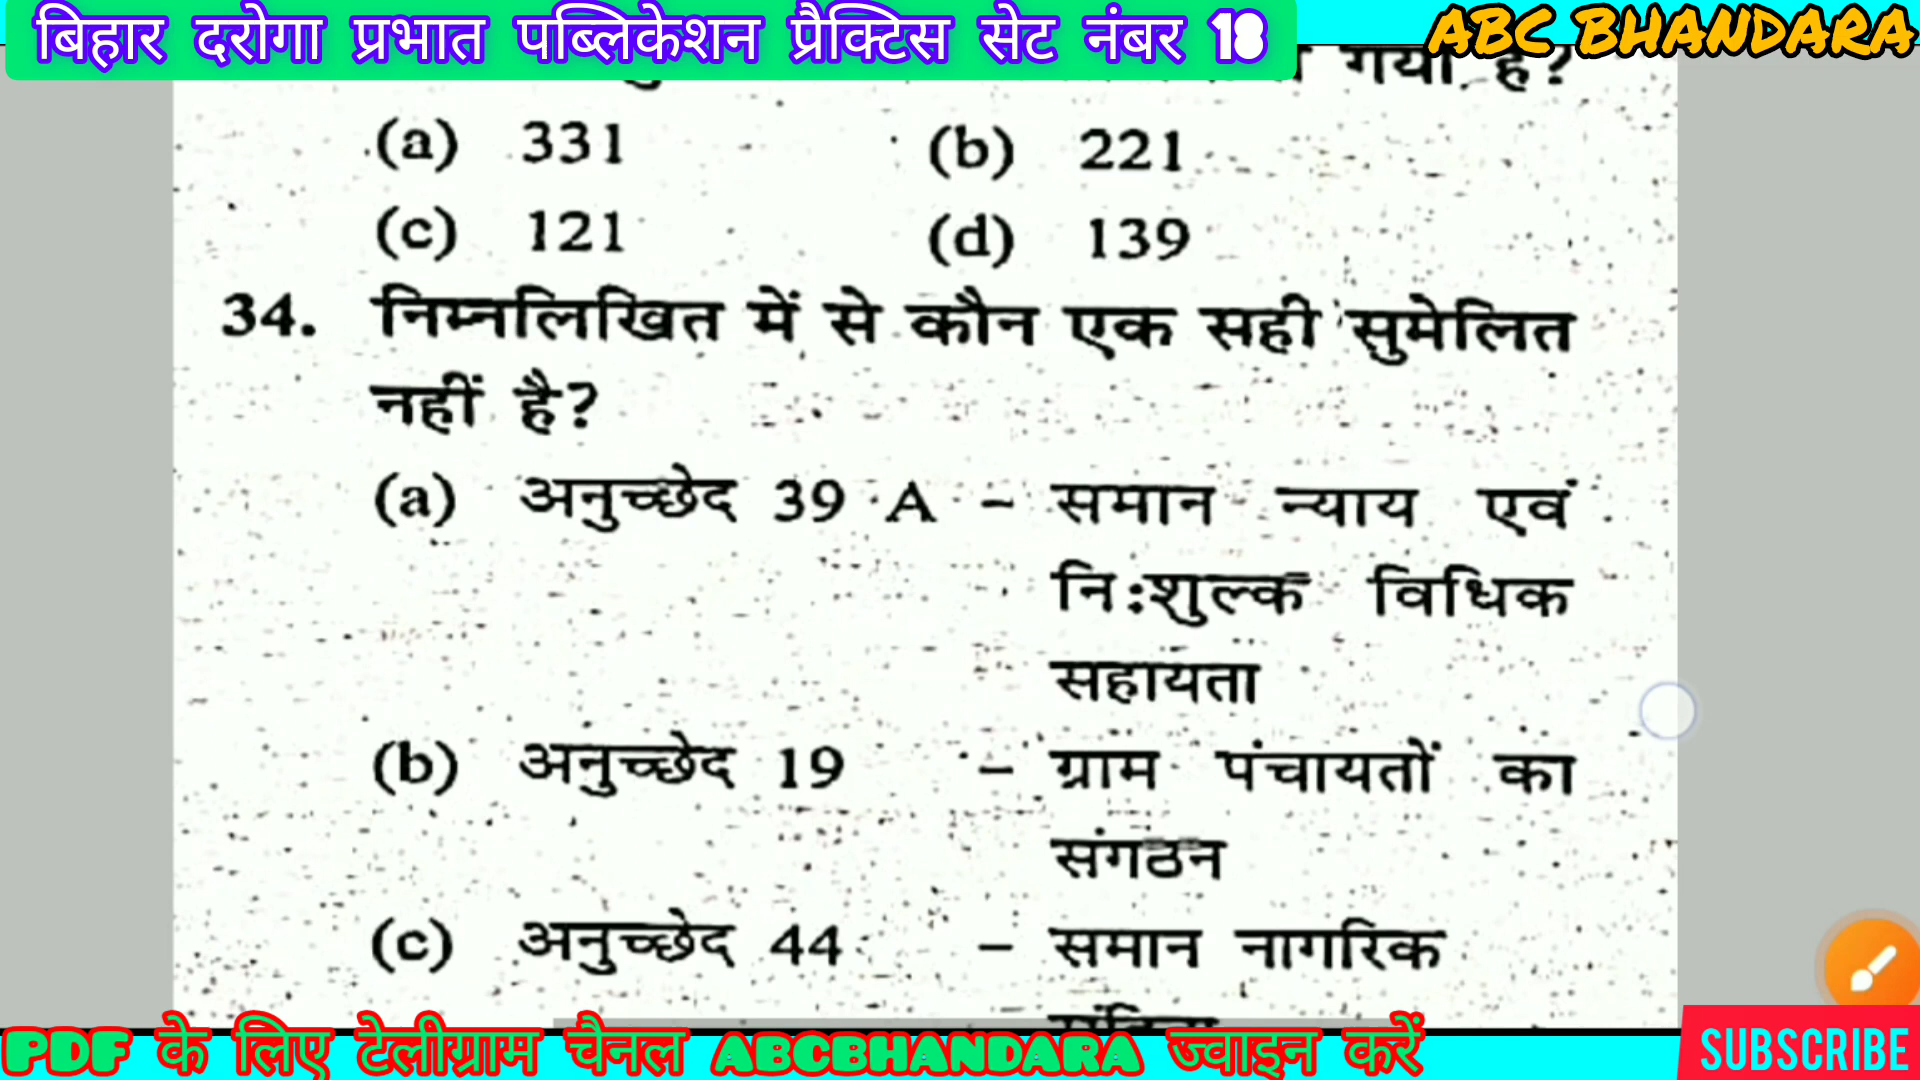 बिहार दरोगा प्रभात पब्लिकेशन प्रैक्टिस सेट नंबर 18
ABC BHANDARA
गया है?
(a) 331 (b) 221
(c) 121 (d) 139
34. निम्नलिखित में से कौन एक सही सुमेलित
नहीं है?
(a) अनुच्छेद 39 A – समान न्याय एवं
नि:शुल्क विधिक
सहायता
(b) अनुच्छेद 19 – ग्राम पंचायतों का
संगठन
(c) अनुच्छेद 44 – समान नागरिक
PDF के लिए टेलीग्राम चैनल ABCBHANDARA ज्वाइन करें
SUBSCRIBE